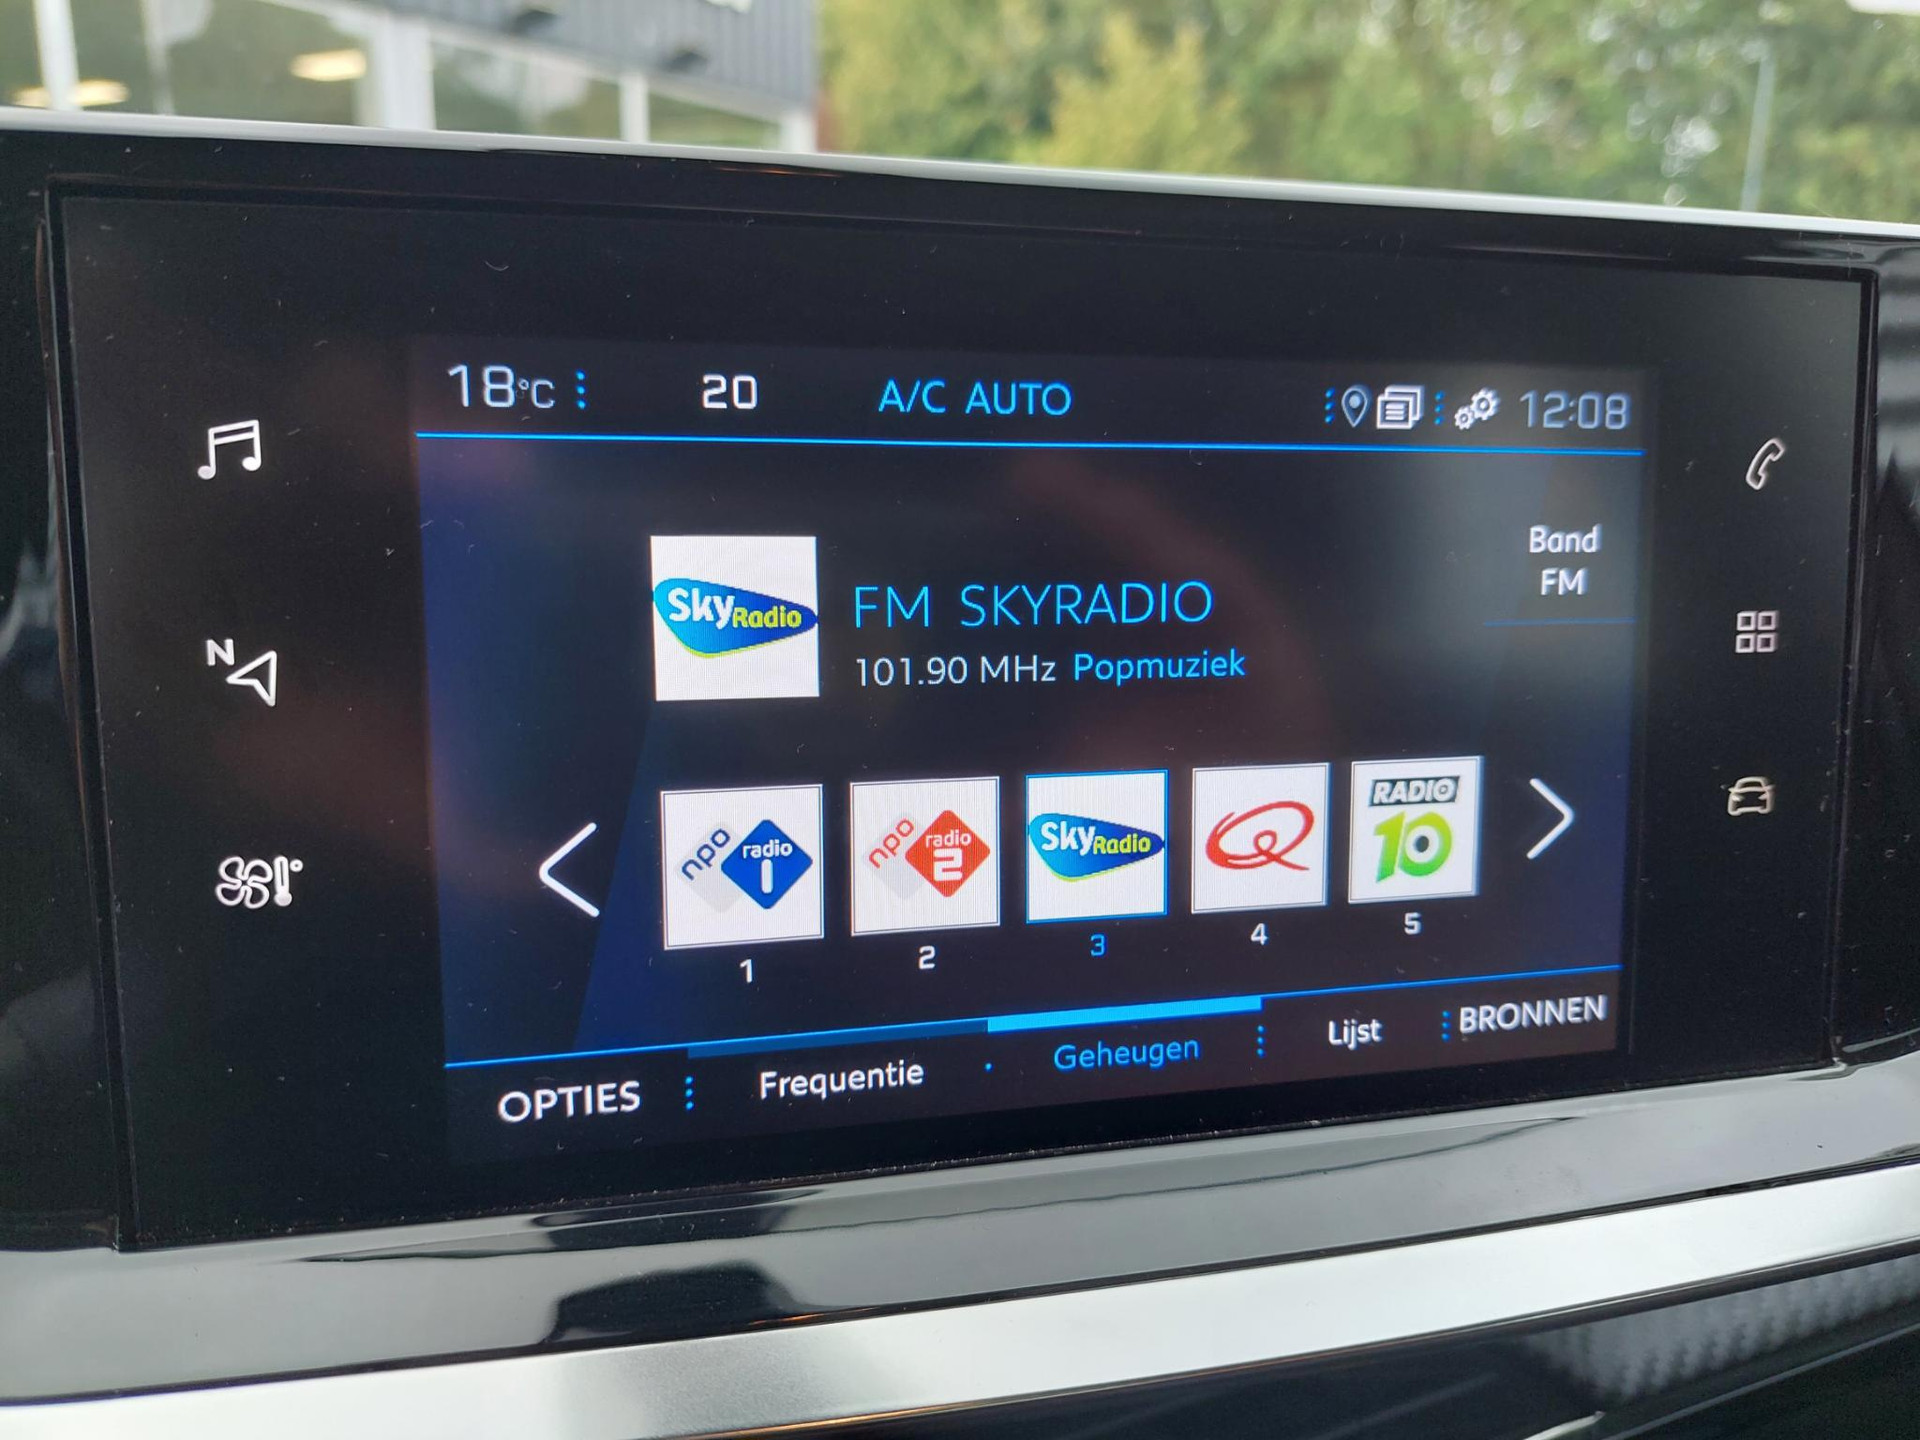 18°C 20 A/C AUTO 12:08
Band
FM
Sky Radio
FM SKYRADIO
101.90 MHz Popmuziek
N
npo radio 1
npo radio 2
Sky Radio
Q
RADIO 10
1 2 3 4 5
OPTIES Frequentie Geheugen Lijst BRONNEN